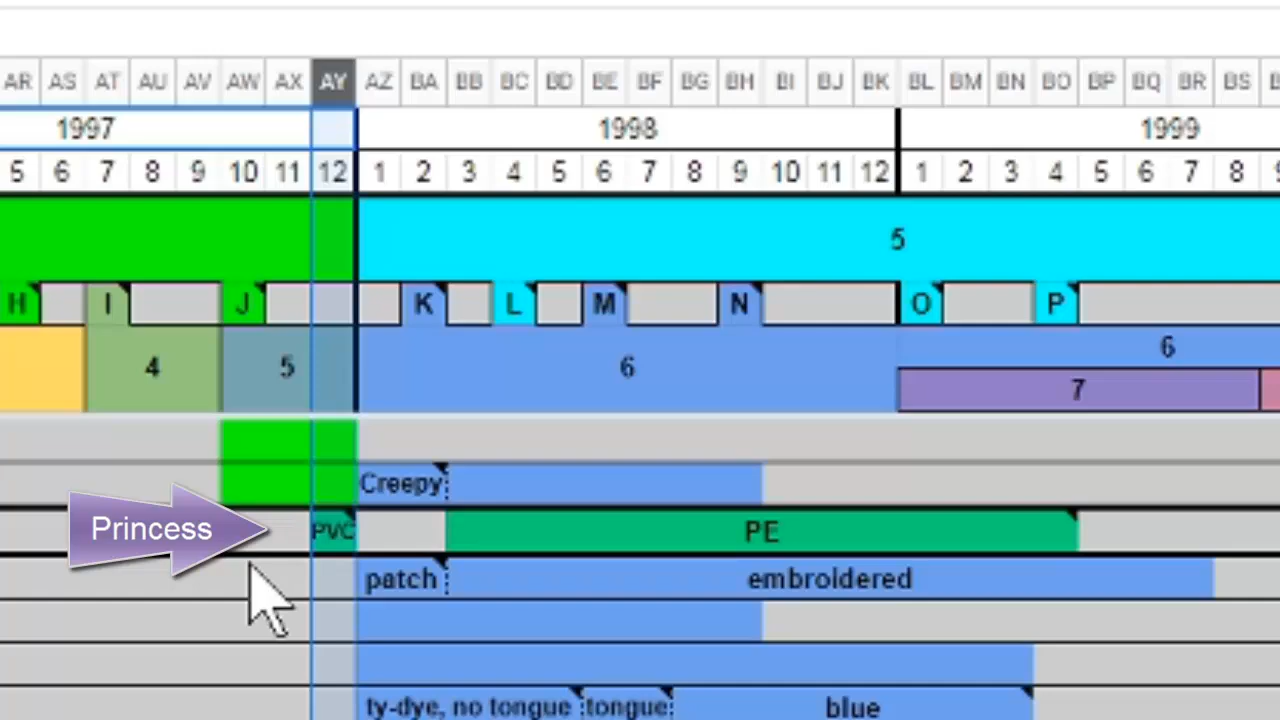 AR AS AT AU AV AW AX AY AZ BA BB BC BD BE BF BG BH BI BJ BK BL BM BN BO BP BQ BR BS
1997 1998 1999
5 6 7 8 9 10 11 12 1 2 3 4 5 6 7 8 9 10 11 12 1 2 3 4 5 6 7 8
5
H I J K L M N O P
4 5 6 6
7
Creepy
Princess PVC PE
patch embroidered
ty-dye, no tongue tongue blue